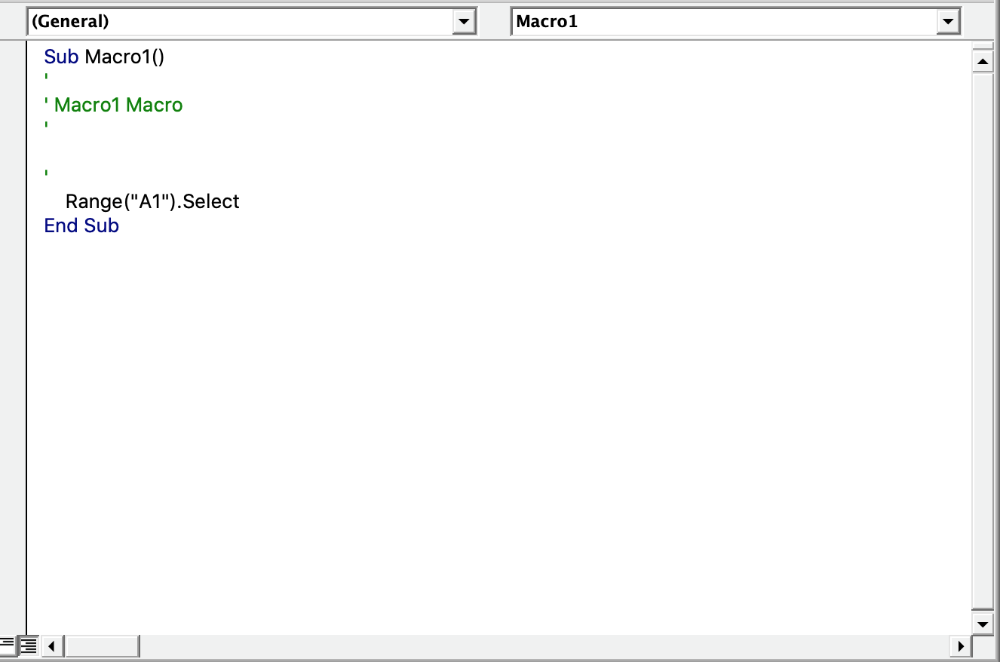 (General)
Macro1
Sub Macro1()
'
' Macro1 Macro
'
'
Range("A1").Select
End Sub